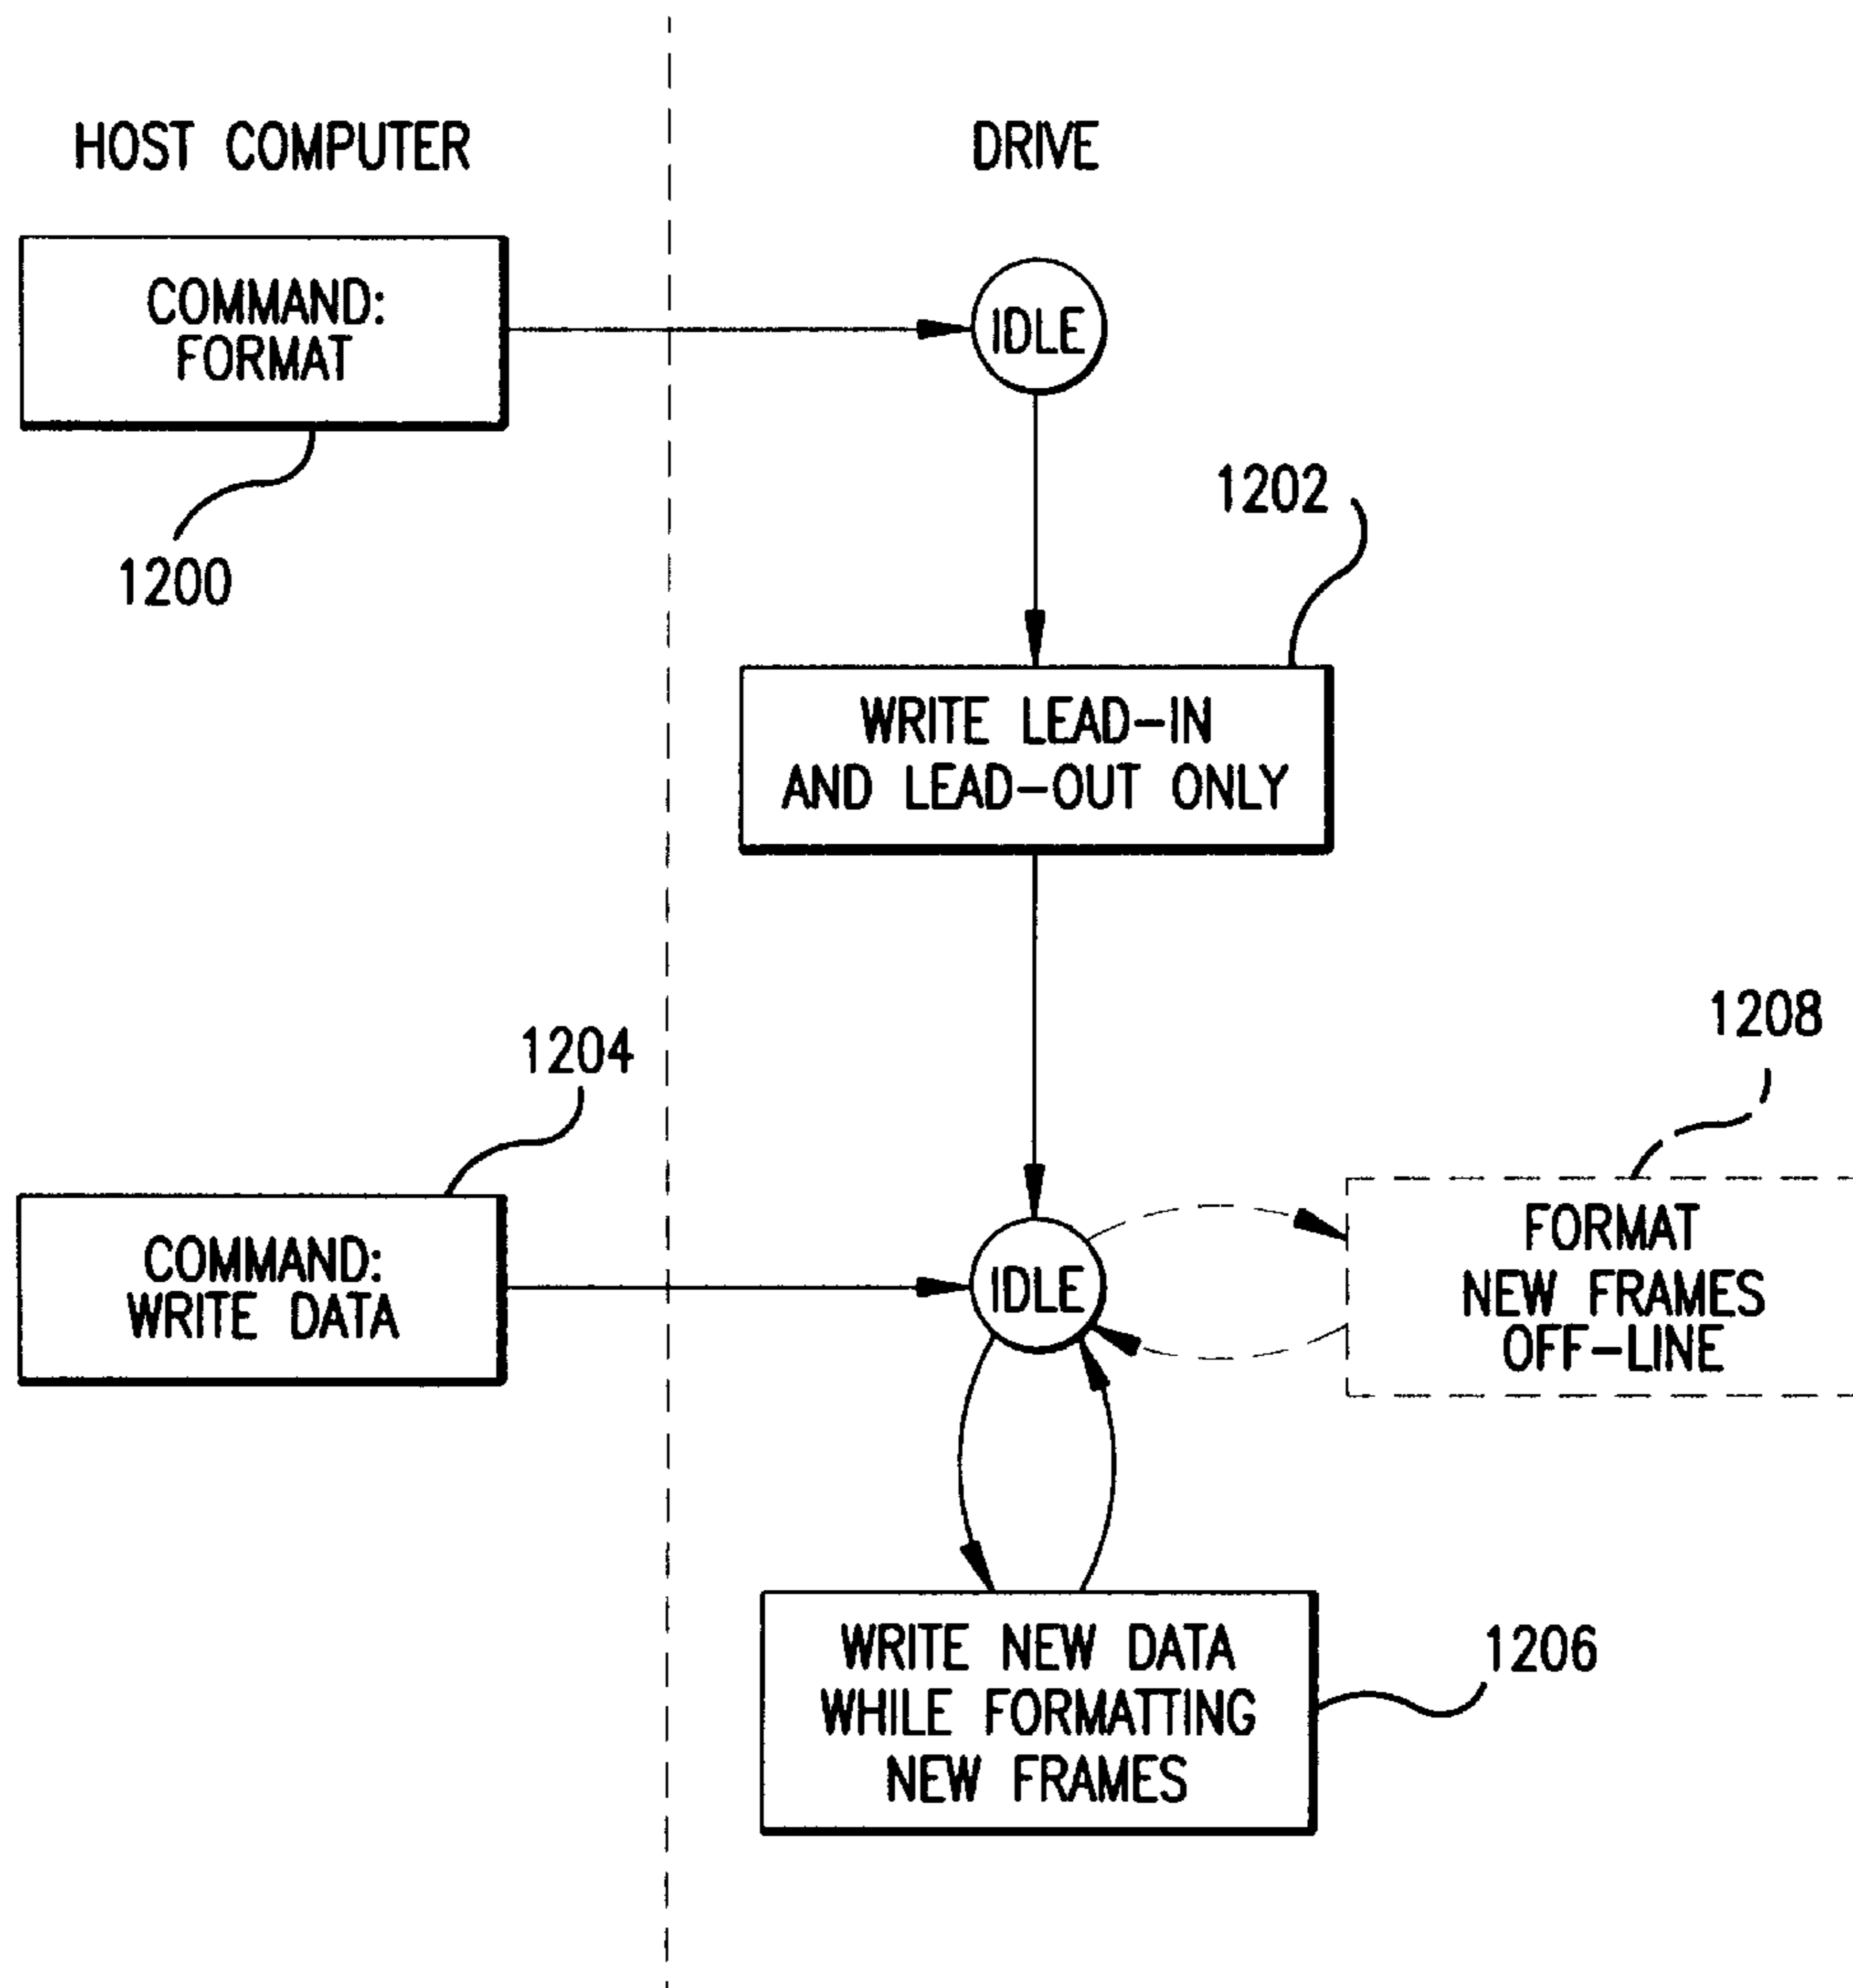 HOST COMPUTER
DRIVE
COMMAND:
FORMAT
IDLE
1202
1200
WRITE LEAD-IN
AND LEAD-OUT ONLY
1208
1204
COMMAND:
WRITE DATA
IDLE
FORMAT
NEW FRAMES
OFF-LINE
WRITE NEW DATA
WHILE FORMATTING
NEW FRAMES
1206